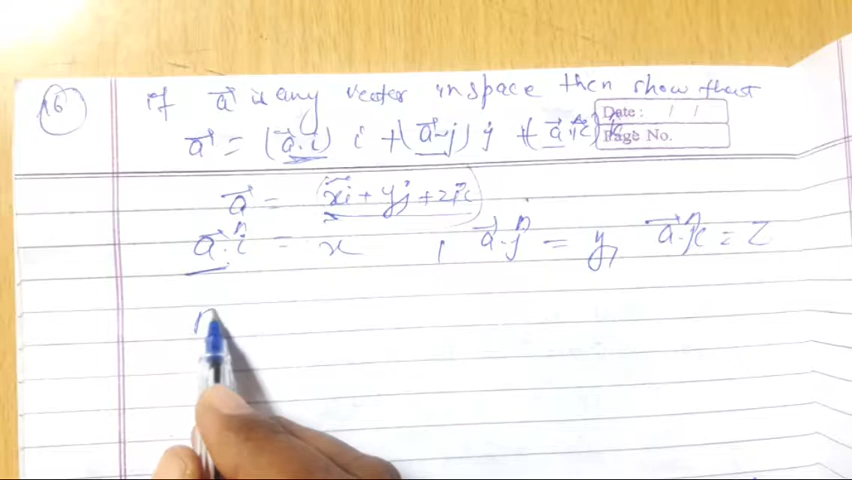 16 if a⃗ is any vector in space then show that
a⃗ = (a⃗.i) i + (a⃗.j) j + (a⃗.k̂) k
Date: / /
Page No.
a⃗ = xi + yj + zk
a⃗.î = x , a⃗.ĵ = y, a⃗.k̂ = z